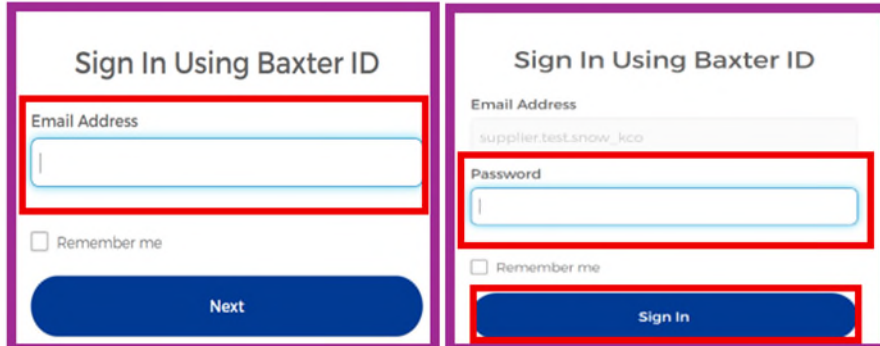 Sign In Using Baxter ID
Email Address
Remember me
Next
Sign In Using Baxter ID
Email Address
supplier.test.snow_kco
Password
Remember me
Sign In